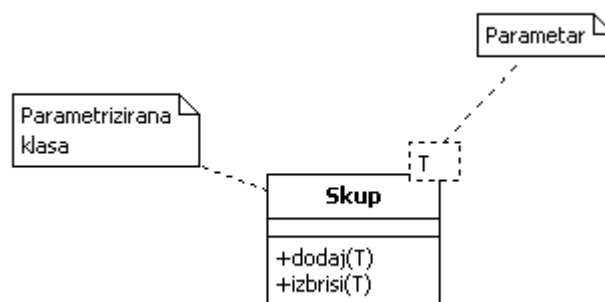 Parametar
Parametrizirana
klasa
T
Skup
+dodaj(T)
+izbrisi(T)